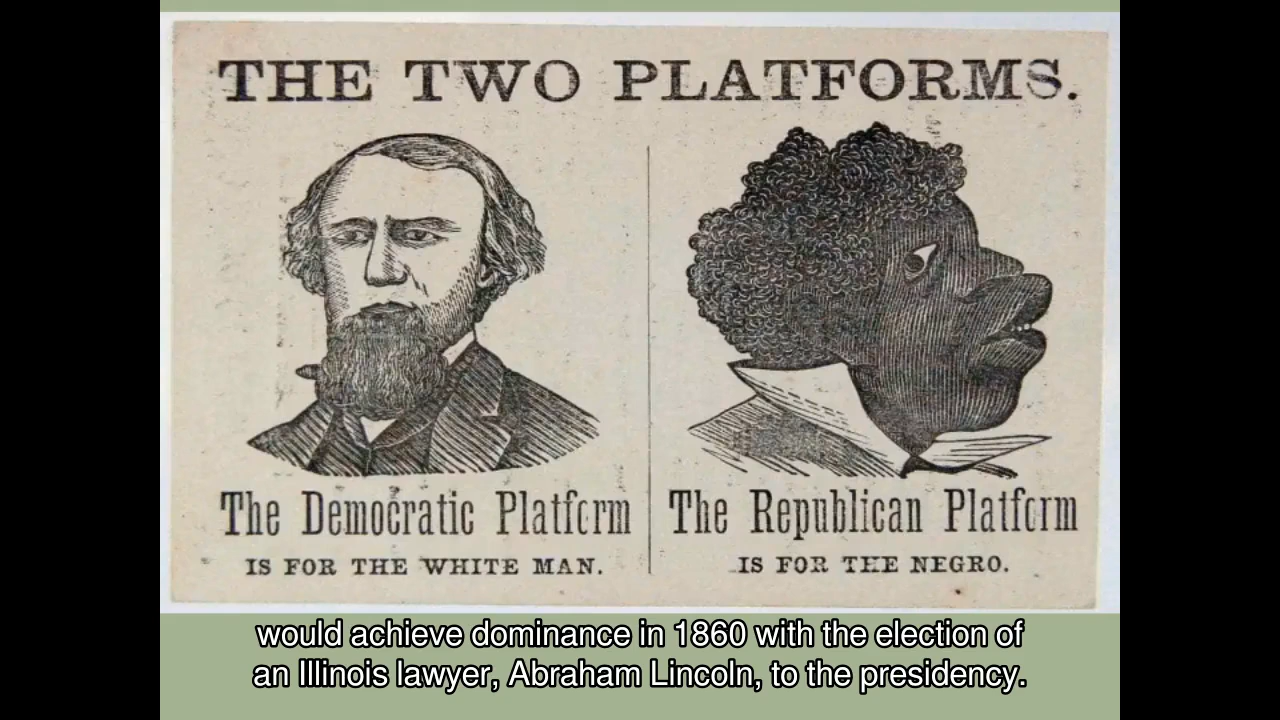 THE TWO PLATFORMS.
The Democratic Platform
IS FOR THE WHITE MAN.
The Republican Platform
IS FOR THE NEGRO.
would achieve dominance in 1860 with the election of
an Illinois lawyer, Abraham Lincoln, to the presidency.